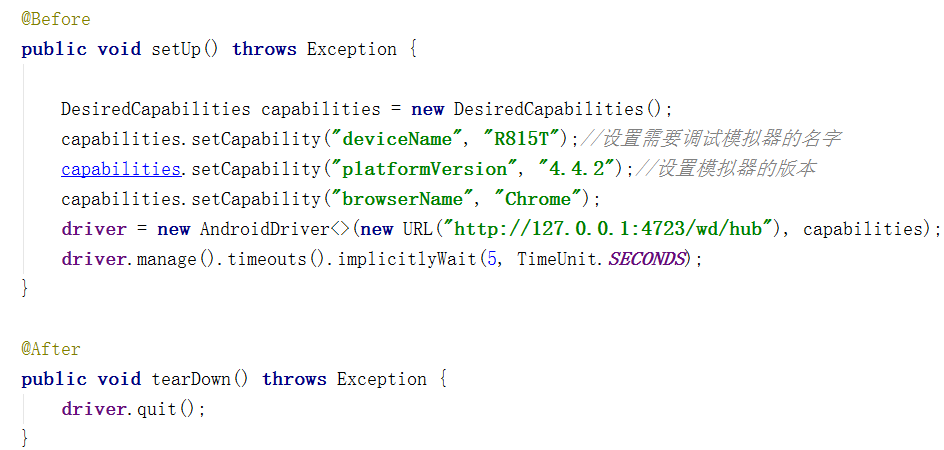 @Before
public void setUp() throws Exception {
DesiredCapabilities capabilities = new DesiredCapabilities();
capabilities.setCapability("deviceName", "R815T");//设置需要调试模拟器的名字
capabilities.setCapability("platformVersion", "4.4.2");//设置模拟器的版本
capabilities.setCapability("browserName", "Chrome");
driver = new AndroidDriver<>(new URL("http://127.0.0.1:4723/wd/hub"), capabilities);
driver.manage().timeouts().implicitlyWait(5, TimeUnit.SECONDS);
}
@After
public void tearDown() throws Exception {
driver.quit();
}